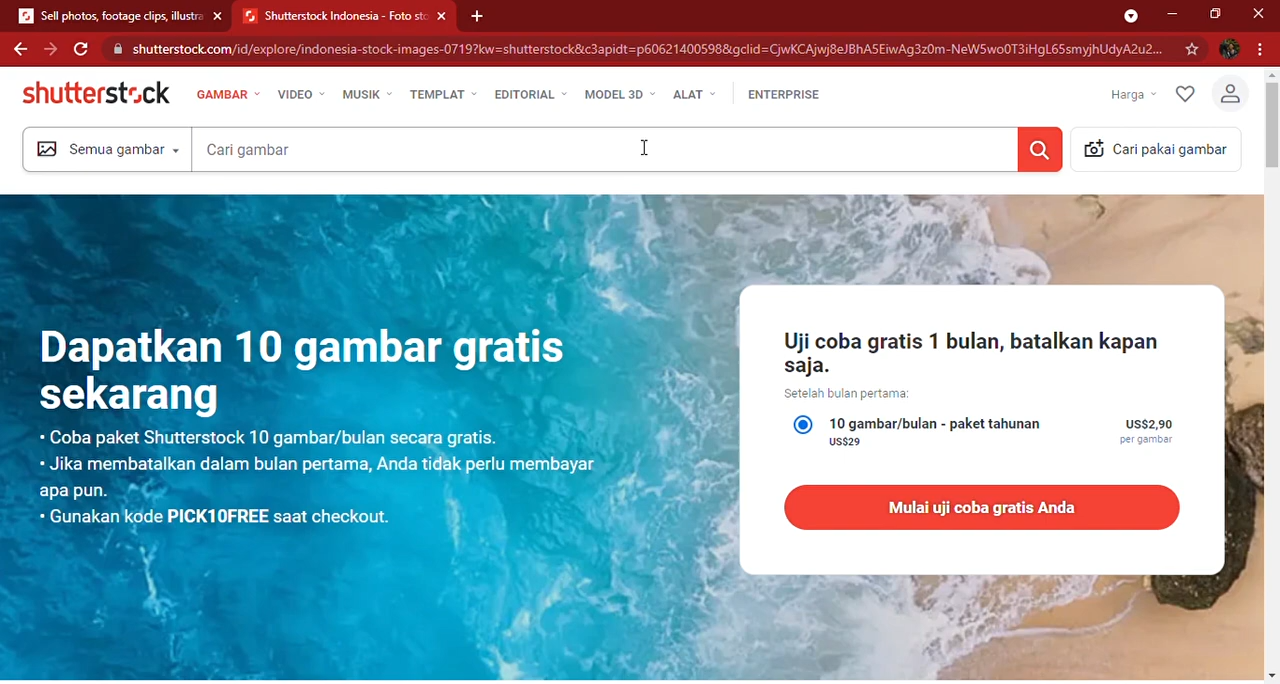 Sell photos, footage clips, illustra
Shutterstock Indonesia - Foto sto
shutterstock.com/id/explore/indonesia-stock-images-0719?kw=shutterstock&c3apidt=p60621400598&gclid=CjwKCAjwj8eJBhA5EiwAg3z0m-NeW5wo0T3iHgL65smyjhUdyA2u2...
shutterstock
GAMBAR
VIDEO
MUSIK
TEMPLAT
EDITORIAL
MODEL 3D
ALAT
ENTERPRISE
Harga
Semua gambar
Cari gambar
Cari pakai gambar
Dapatkan 10 gambar gratis
sekarang
• Coba paket Shutterstock 10 gambar/bulan secara gratis.
• Jika membatalkan dalam bulan pertama, Anda tidak perlu membayar
apa pun.
• Gunakan kode PICK10FREE saat checkout.
Uji coba gratis 1 bulan, batalkan kapan
saja.
Setelah bulan pertama:
10 gambar/bulan - paket tahunan
US$29
US$2,90
per gambar
Mulai uji coba gratis Anda